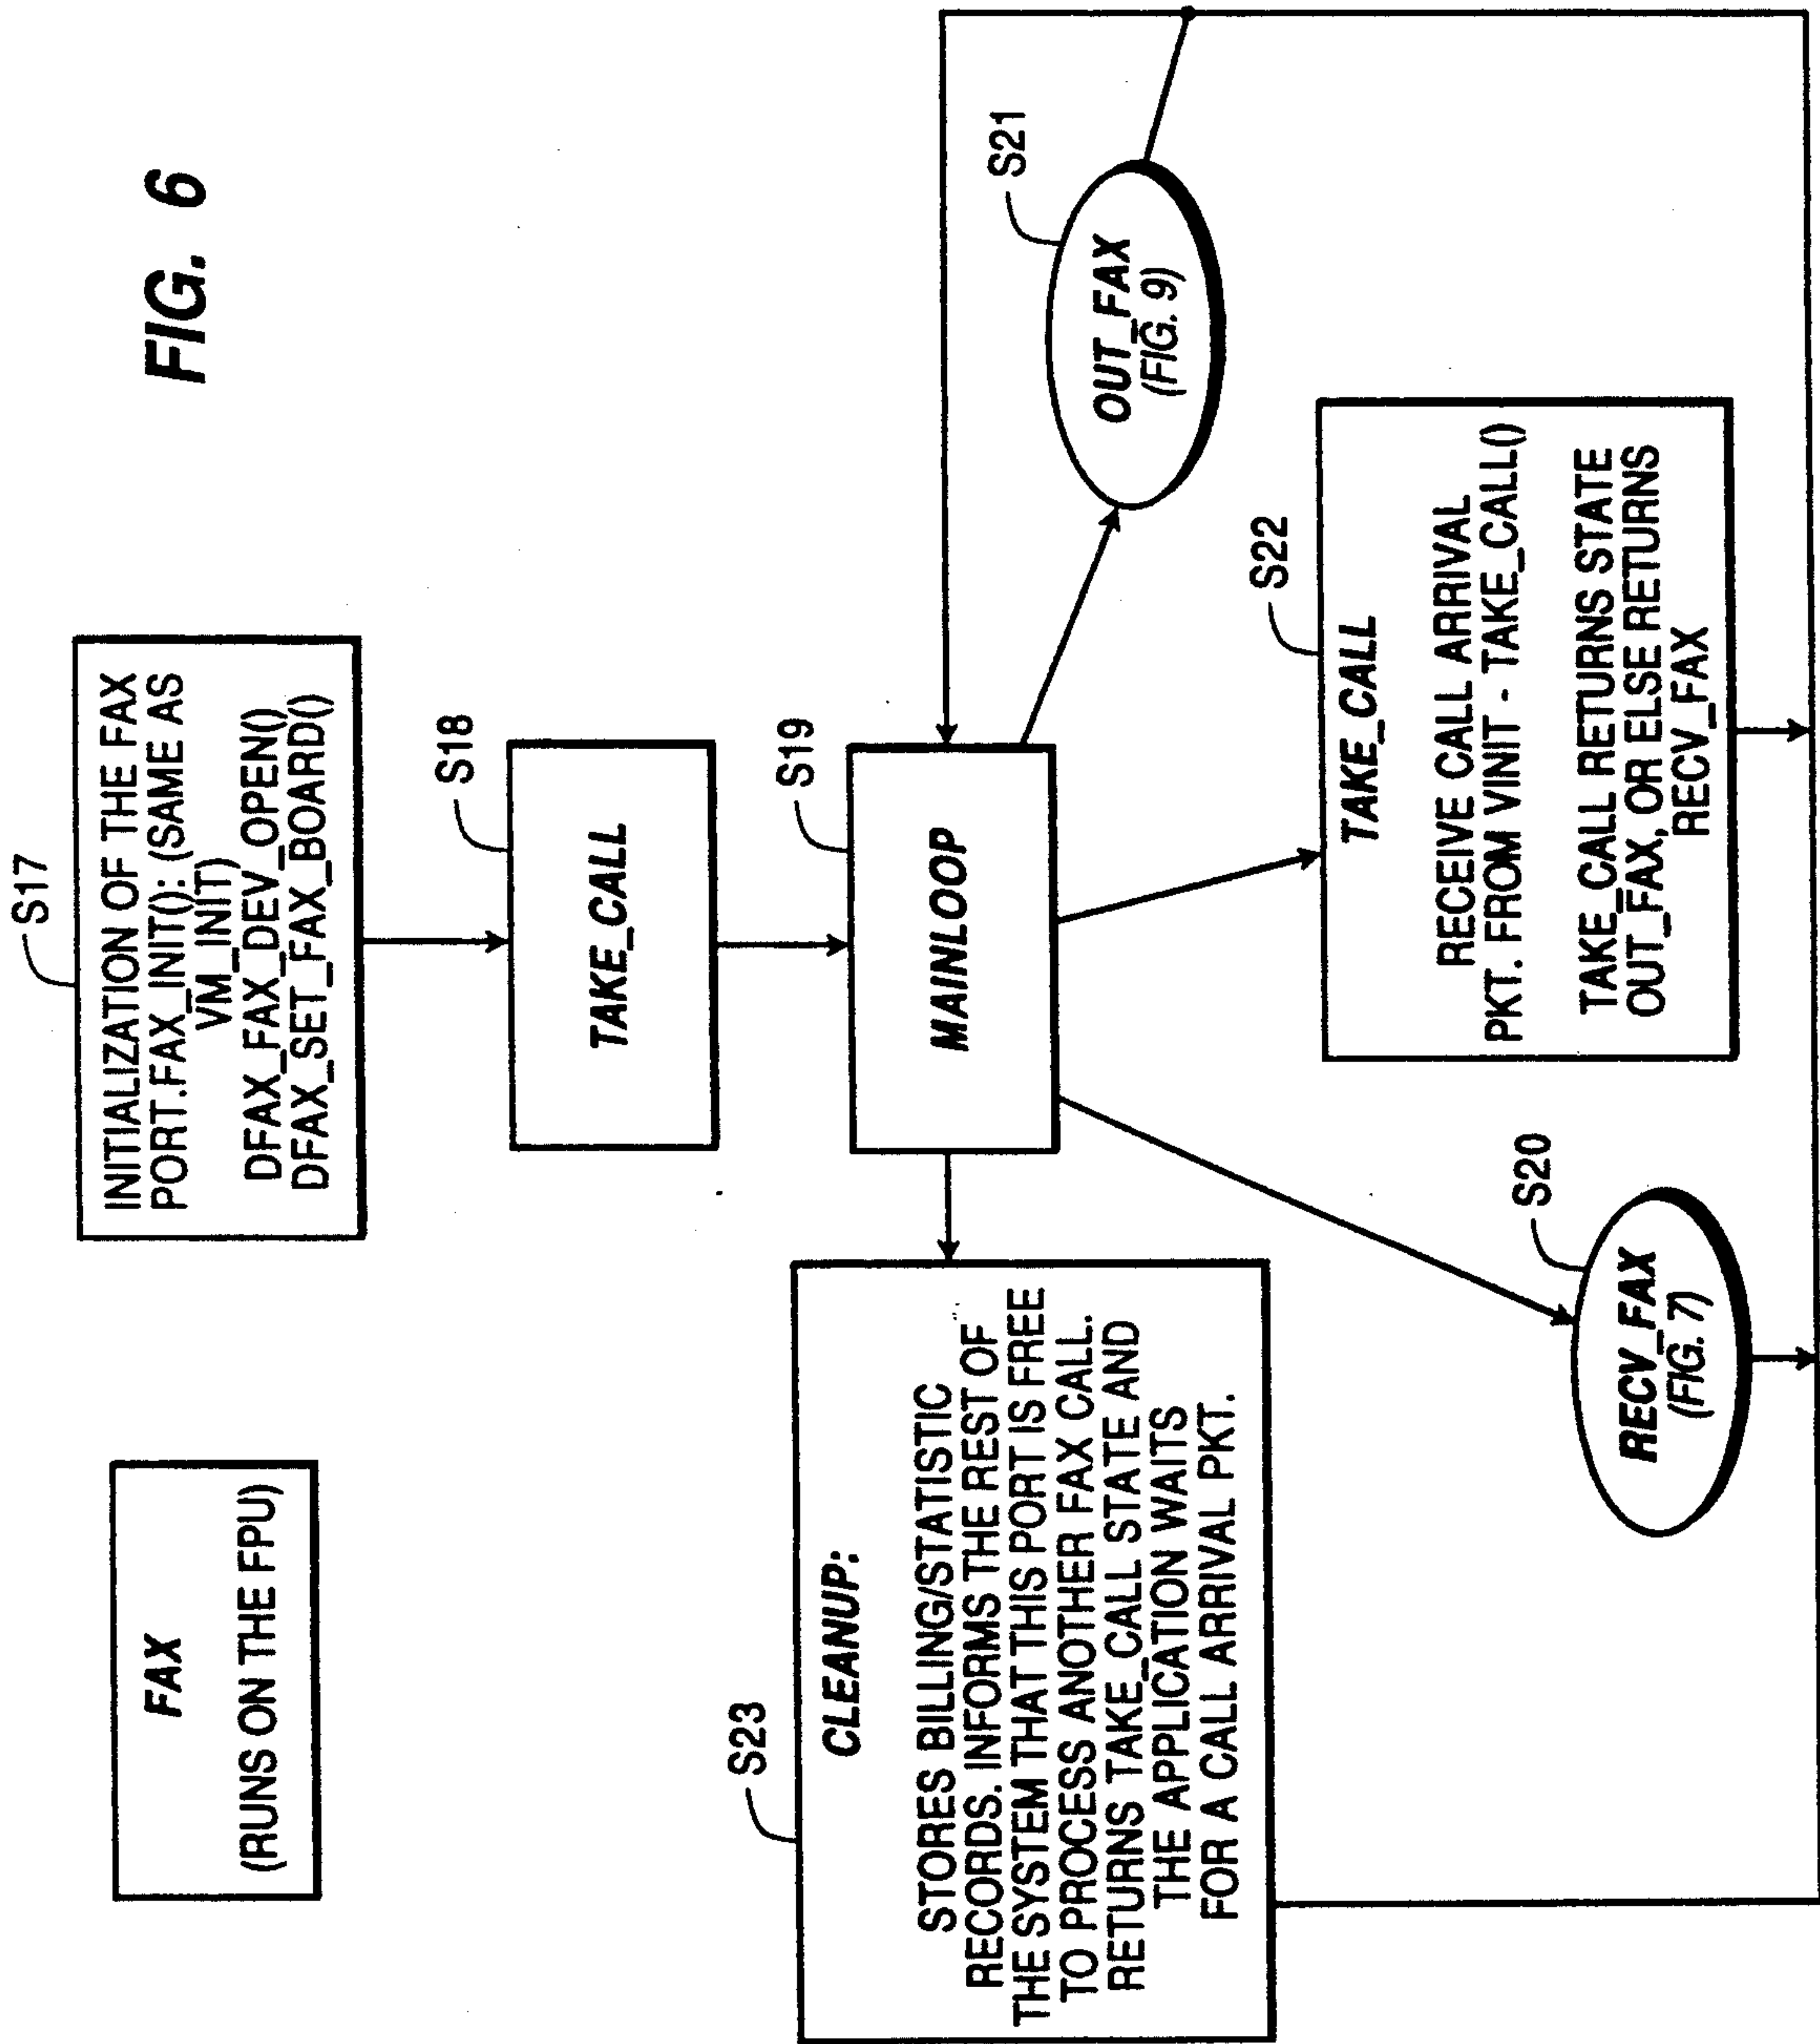 FIG. 6
FAX
(RUNS ON THE FPU)
S17
INITIALIZATION OF THE FAX
PORT.FAX_INIT(): (SAME AS
VM_INIT)
DFAX_FAX_DEV_OPEN()
DFAX_SET_FAX_BOARD()
S18
TAKE_CALL
S19
MAINLOOP
S23
CLEANUP:
STORES BILLING/STATISTIC
RECORDS. INFORMS THE REST OF
THE SYSTEM THAT THIS PORT IS FREE
TO PROCESS ANOTHER FAX CALL.
RETURNS TAKE_CALL STATE AND
THE APPLICATION WAITS
FOR A CALL ARRIVAL PKT.
S20
RECV_FAX
(FIG. 7)
S22
TAKE_CALL
RECEIVE CALL ARRIVAL
PKT. FROM VINIT - TAKE_CALL()
TAKE_CALL RETURNS STATE
OUT_FAX, OR ELSE RETURNS
RECV_FAX
S21
OUT_FAX
(FIG. 9)